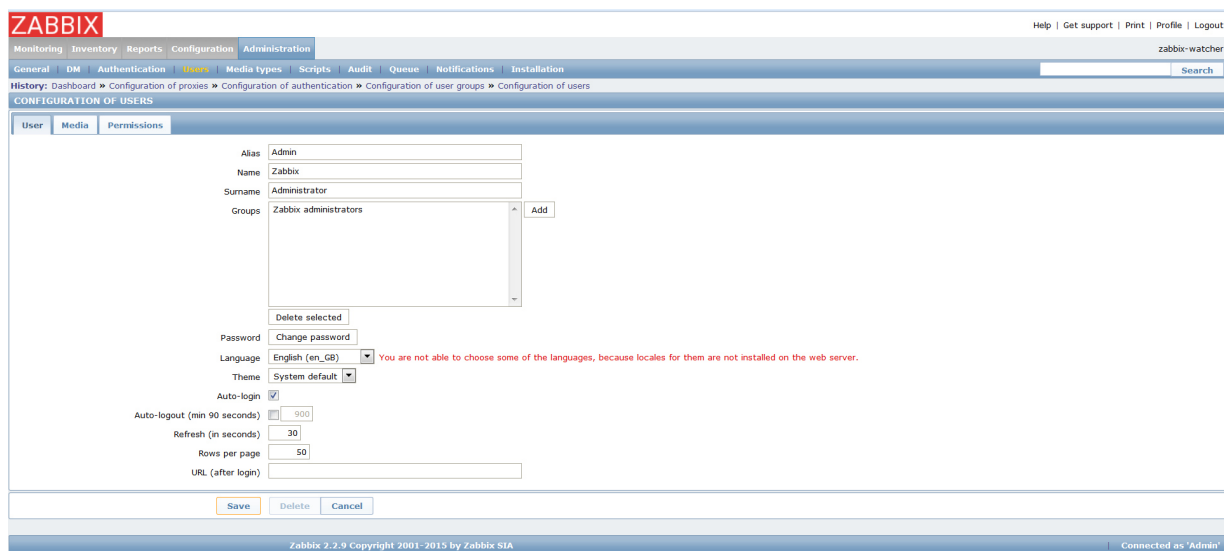 ZABBIX
Help | Get support | Print | Profile | Logout
Monitoring Inventory Reports Configuration Administration
zabbix-watcher
General | DM | Authentication | Users | Media types | Scripts | Audit | Queue | Notifications | Installation
Search
History: Dashboard » Configuration of proxies » Configuration of authentication » Configuration of user groups » Configuration of users
CONFIGURATION OF USERS
User Media Permissions
Alias Admin
Name Zabbix
Surname Administrator
Groups Zabbix administrators Add
Delete selected
Password Change password
Language English (en_GB) You are not able to choose some of the languages, because locales for them are not installed on the web server.
Theme System default
Auto-login
Auto-logout (min 90 seconds) 900
Refresh (in seconds) 30
Rows per page 50
URL (after login)
Save Delete Cancel
Zabbix 2.2.9 Copyright 2001-2015 by Zabbix SIA | Connected as 'Admin'